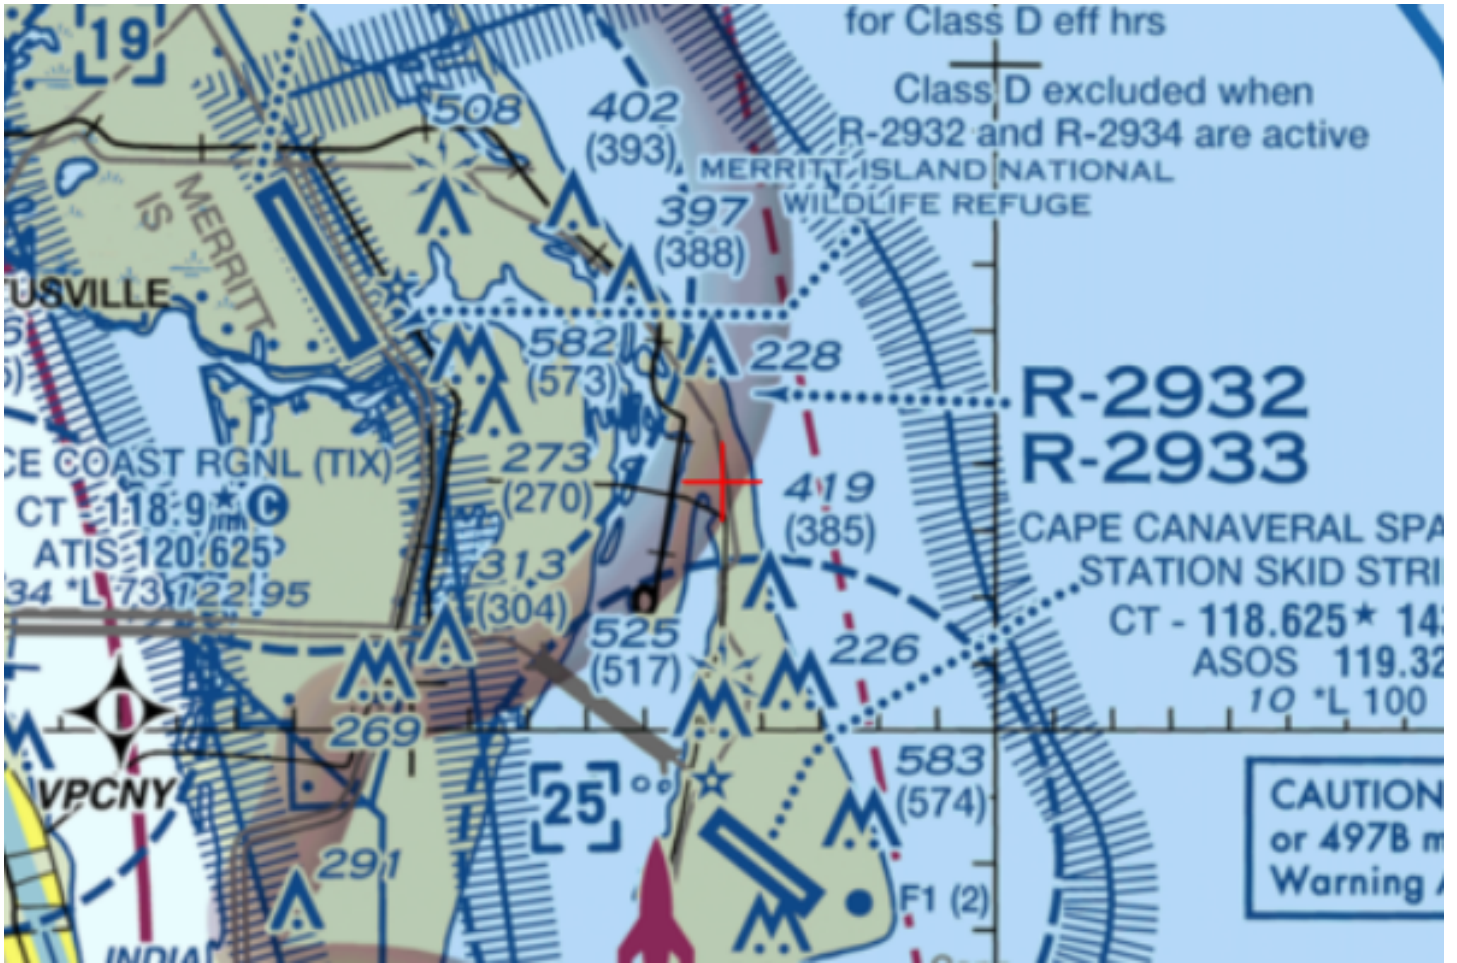 19
for Class D eff hrs
Class D excluded when
R-2932 and R-2934 are active
508
402
(393)
MERRITT ISLAND NATIONAL
WILDLIFE REFUGE
MERRITT
IS
397
(388)
USVILLE
582
(573)
228
R-2932
R-2933
CE COAST RGNL (TIX)
CT - 118.9 C
ATIS 120.625
34 *L 73 122.95
273
(270)
419
(385)
CAPE CANAVERAL SPA
STATION SKID STRI
CT - 118.625★ 14
ASOS 119.32
10 *L 100
313
(304)
525
(517)
226
269
VPCNY
25
583
(574)
CAUTION
or 497B m
Warning A
291
F1 (2)
INDIA